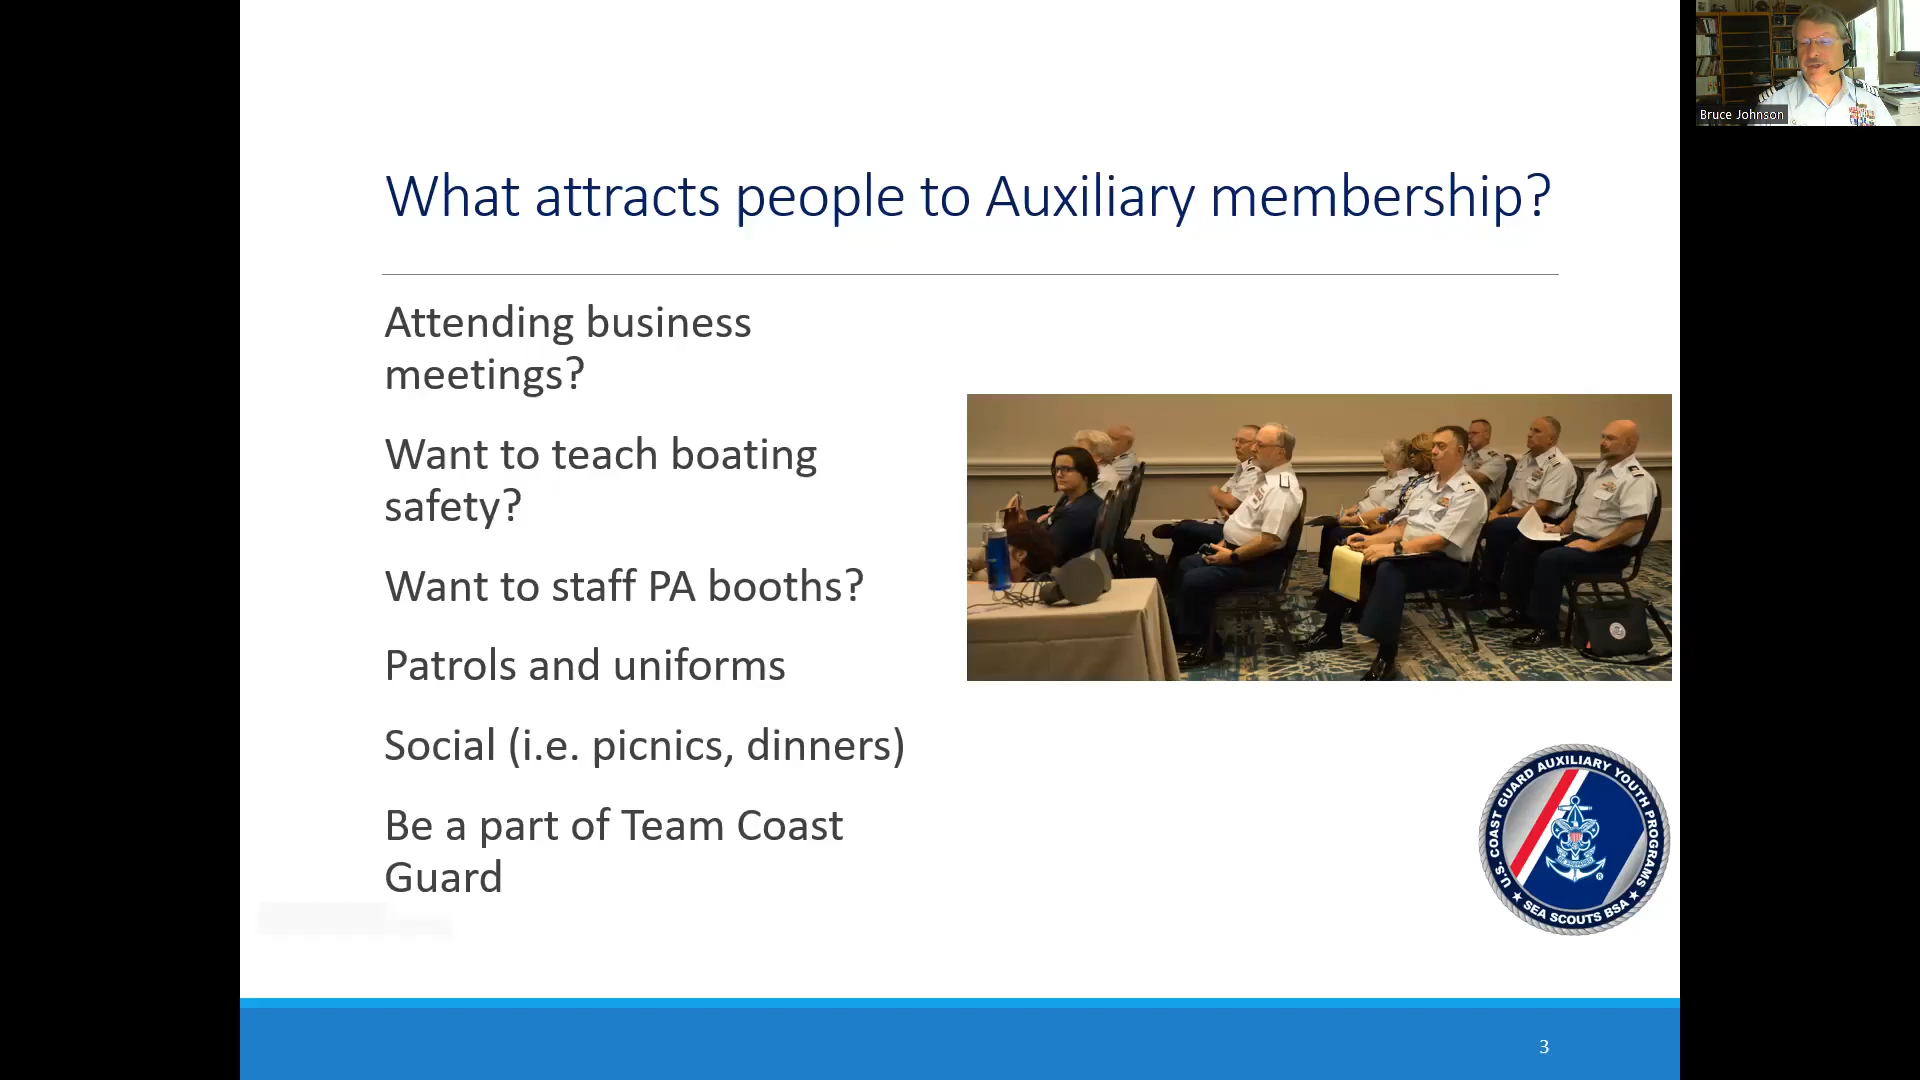 Bruce Johnson
What attracts people to Auxiliary membership?
Attending business
meetings?
Want to teach boating
safety?
Want to staff PA booths?
Patrols and uniforms
Social (i.e. picnics, dinners)
Be a part of Team Coast
Guard
U.S. COAST GUARD AUXILIARY YOUTH PROGRAMS
★ SEA SCOUTS BSA ★
®
3